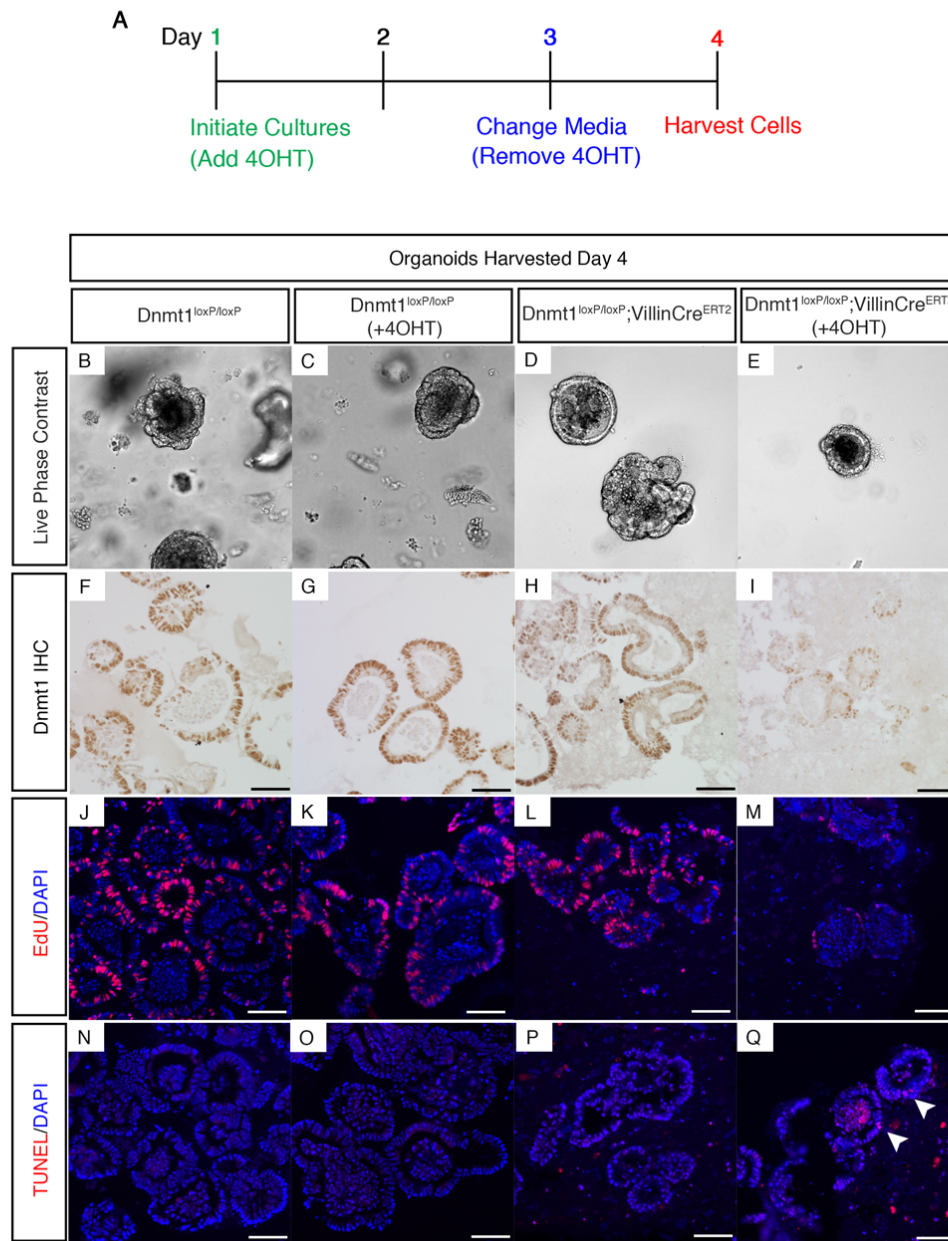 A
Day 1 2 3 4
Initiate Cultures
(Add 4OHT)
Change Media
(Remove 4OHT)
Harvest Cells
Organoids Harvested Day 4
Dnmt1loxP/loxP
Dnmt1loxP/loxP
(+4OHT)
Dnmt1loxP/loxP;VillinCreERT2
Dnmt1loxP/loxP;VillinCreERT
(+4OHT)
Live Phase Contrast
B C D E
Dnmt1 IHC
F G H I
EdU/DAPI
J K L M
TUNEL/DAPI
N O P Q